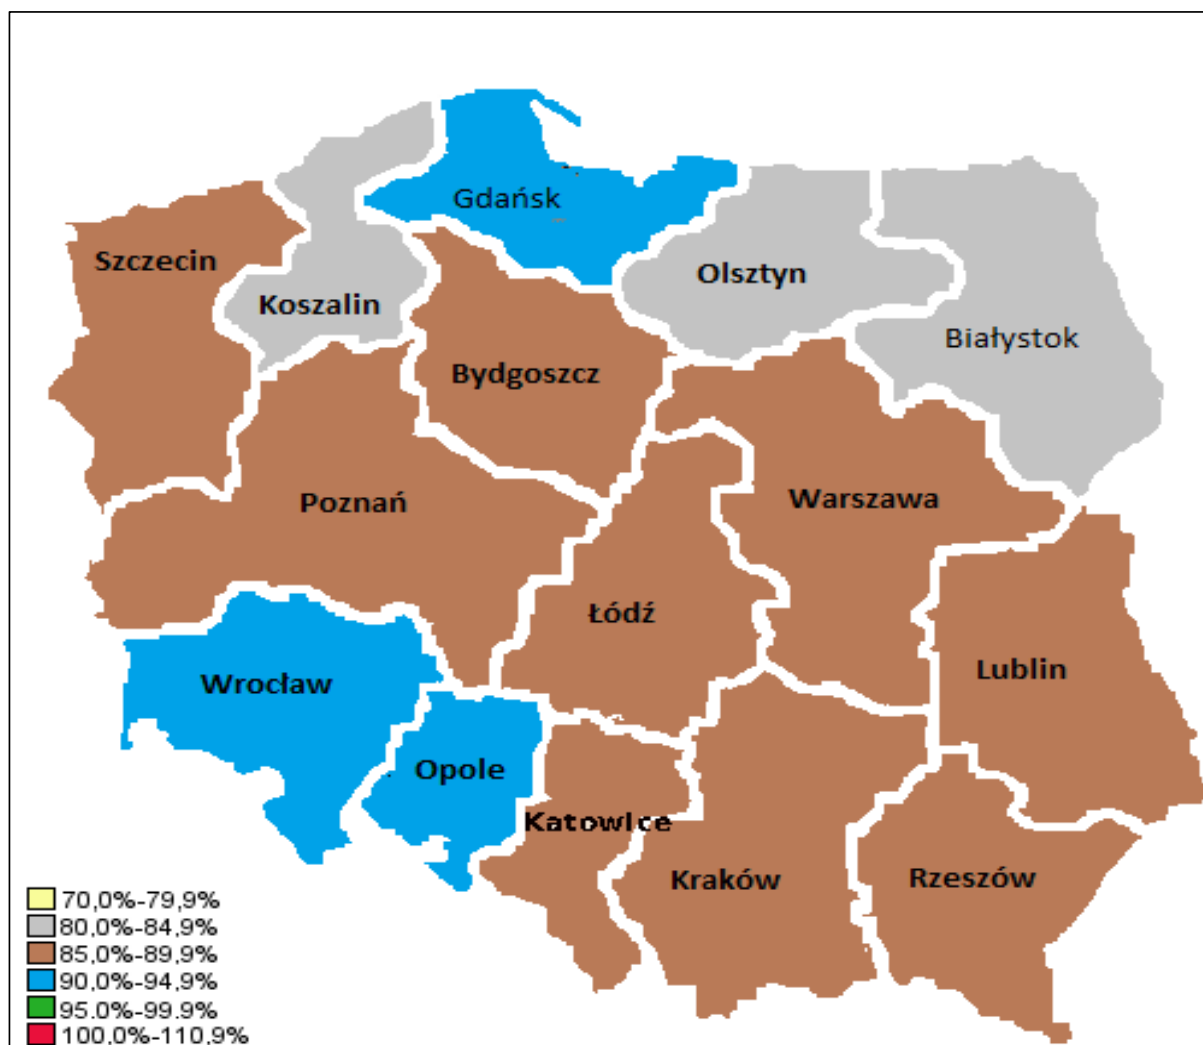 Gdańsk
Szczecin
Olsztyn
Koszalin
Białystok
Bydgoszcz
Poznań
Warszawa
Łódź
Lublin
Wrocław
Opole
Katowice
Kraków
Rzeszów
70,0%-79,9%
80,0%-84,9%
85,0%-89,9%
90,0%-94,9%
95.0%-99.9%
100,0%-110,9%